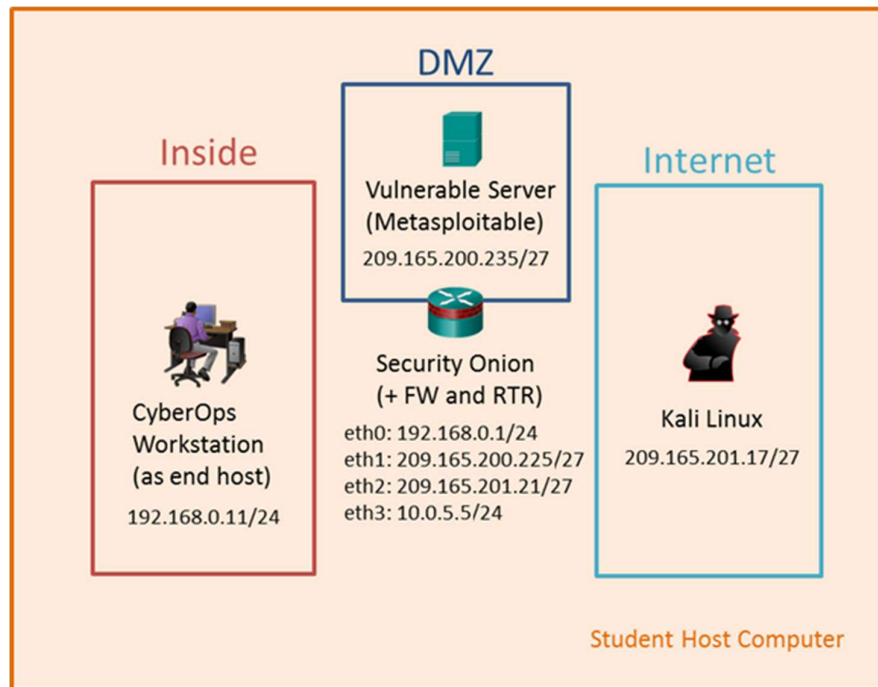 DMZ
Inside
Internet
Vulnerable Server
(Metasploitable)
209.165.200.235/27
Security Onion
(+ FW and RTR)
eth0: 192.168.0.1/24
eth1: 209.165.200.225/27
eth2: 209.165.201.21/27
eth3: 10.0.5.5/24
CyberOps
Workstation
(as end host)
192.168.0.11/24
Kali Linux
209.165.201.17/27
Student Host Computer